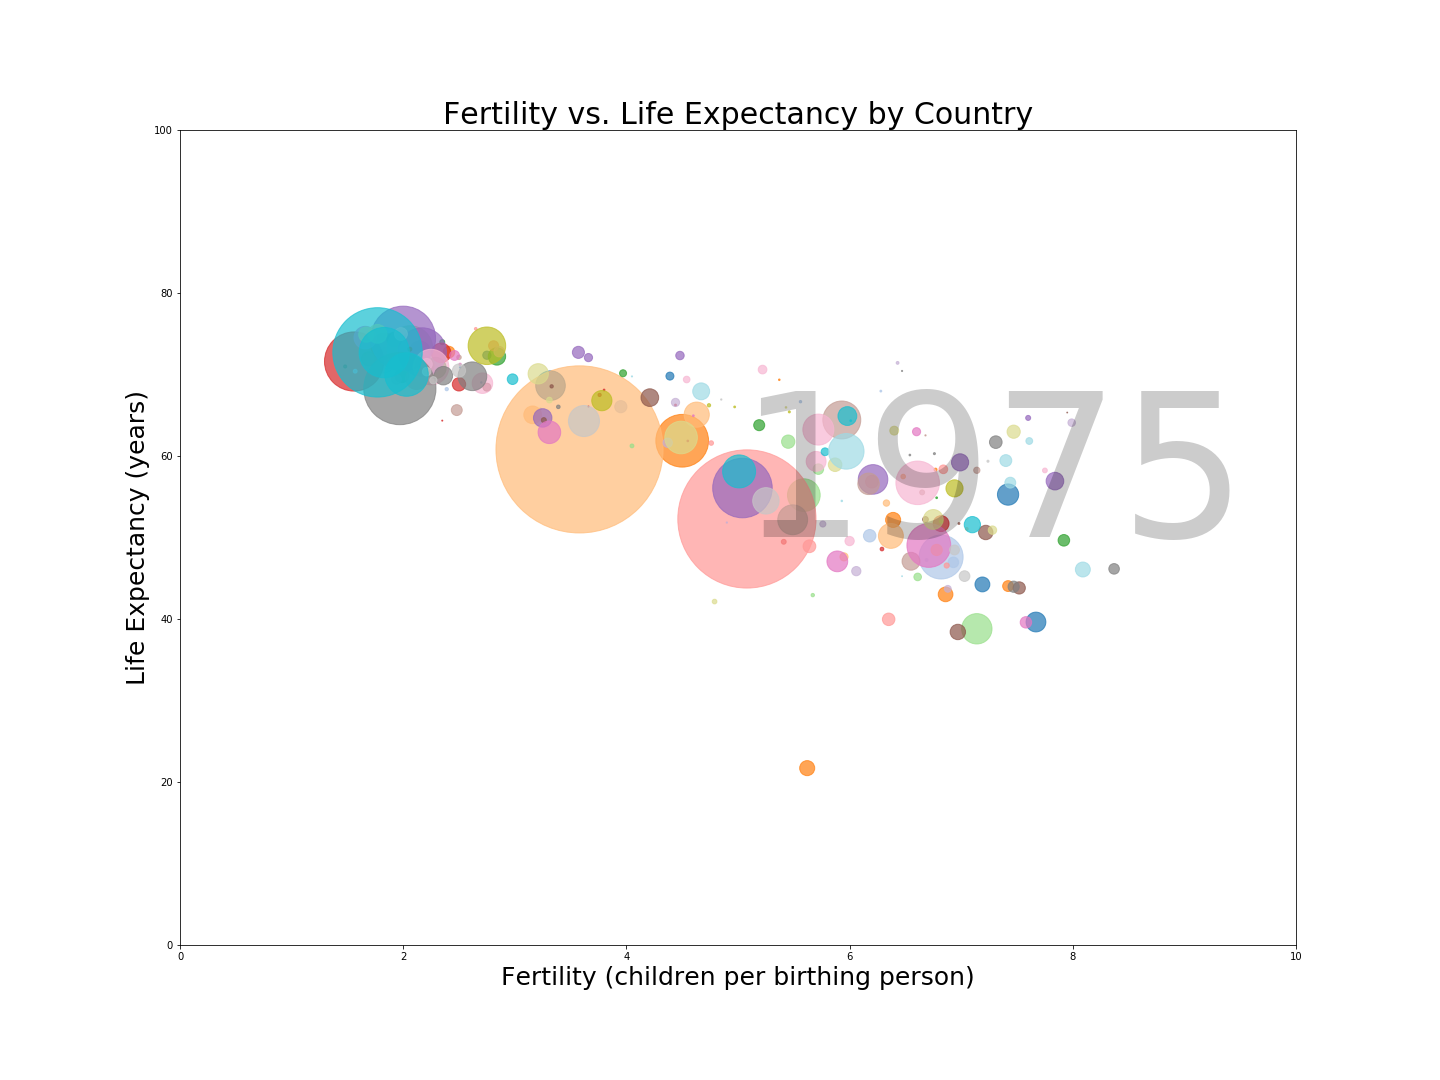 Fertility vs. Life Expectancy by Country
100
80
60
40
20
0
Life Expectancy (years)
1975
0 2 4 6 8 10
Fertility (children per birthing person)